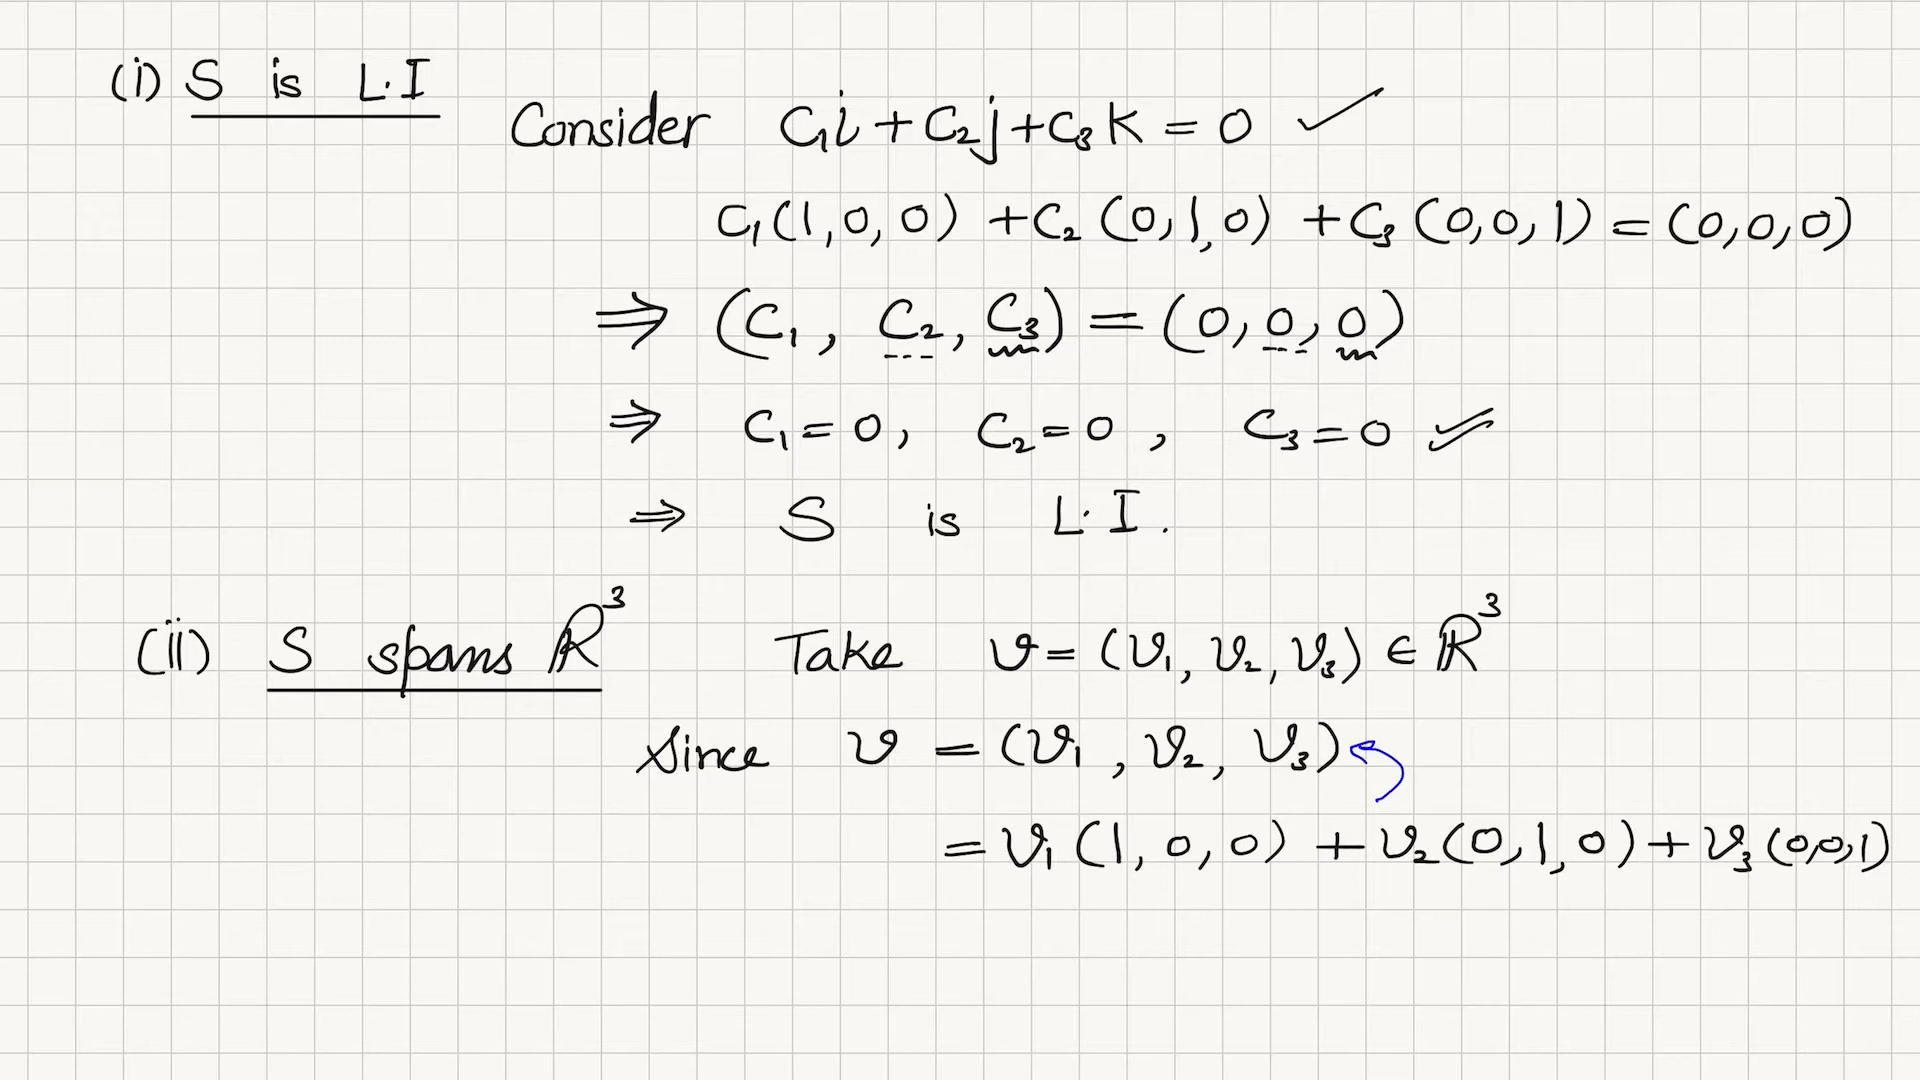 (i) S is L.I
Consider C₁i + C₂j + C₃k = 0 ✓
C₁(1,0,0) + C₂(0,1,0) + C₃(0,0,1) = (0,0,0)
⇒ (C₁, C₂, C₃) = (0,0,0)
⇒ C₁=0, C₂=0, C₃=0
⇒ S is L.I.
(ii) S spans ℝ³ Take v = (v₁, v₂, v₃) ∈ ℝ³
Since v = (v₁, v₂, v₃)
= v₁(1,0,0) + v₂(0,1,0) + v₃(0,0,1)